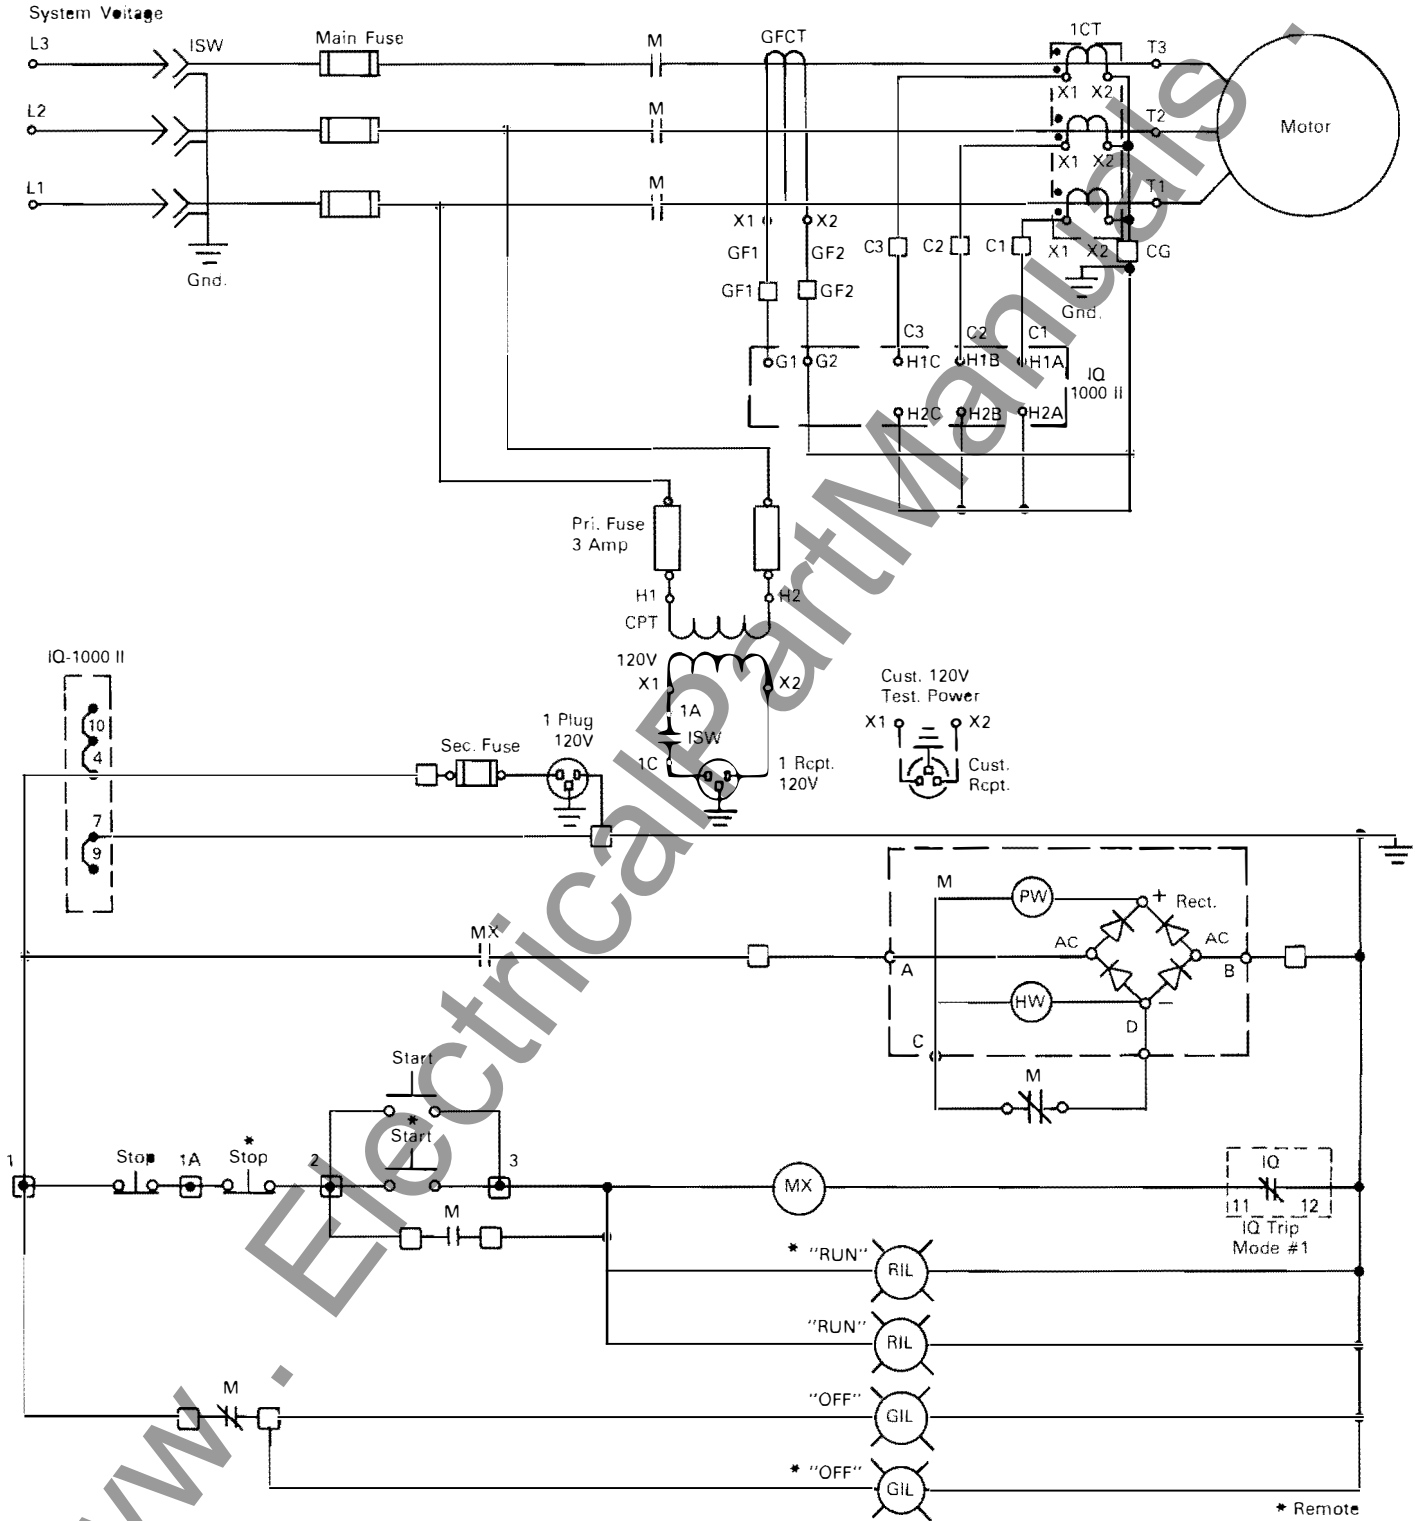 System Voltage
L3
ISW
Main Fuse
M
GFCT
1CT
T3
X1 X2
L2
M
T2
Motor
X1 X2
L1
M
T1
X1 X2
C3 C2 C1 X1 X2 CG
GF1 GF2
Gnd.
GF1 GF2
Gnd.
C3 C2 C1
G1 G2 H1C H1B H1A
IQ
1000 II
H2C H2B H2A
Pri. Fuse
3 Amp
H1 H2
CPT
IQ-1000 II
120V
X1 X2
Cust. 120V
Test. Power
X1 X2
10
1 Plug
120V
1A
ISW
4
Sec. Fuse
1C
1 Rcpt.
120V
Cust.
Rcpt.
7
9
M PW + Rect.
MX
AC AC
A B
HW —
D
C
Start
M
*
Start
1 Stop 1A * Stop 2 3
MX
IQ
11 12
M
IQ Trip
Mode #1
* "RUN" RIL
"RUN" RIL
M
"OFF" GIL
* "OFF" GIL
* Remote
www. ElectricalPartManuals.